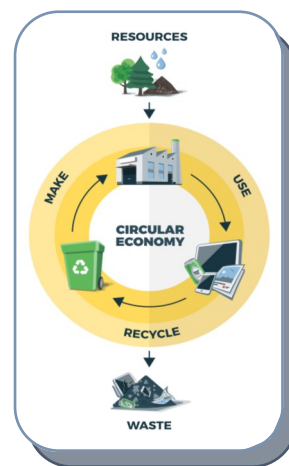 RESOURCES
MAKE
USE
CIRCULAR
ECONOMY
RECYCLE
WASTE